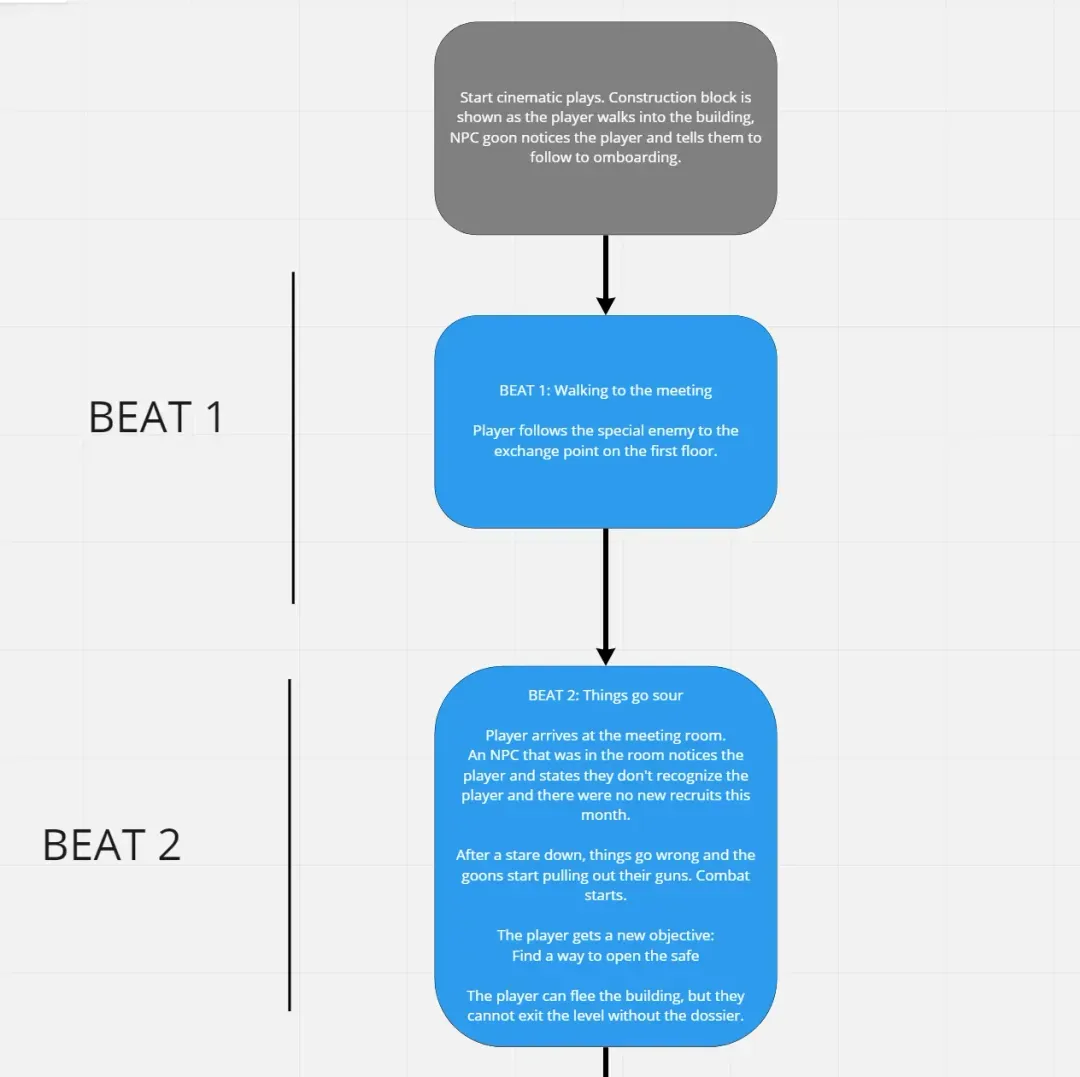 Start cinematic plays. Construction block is
shown as the player walks into the building,
NPC goon notices the player and tells them to
follow to omboarding.
BEAT 1
BEAT 1: Walking to the meeting
Player follows the special enemy to the
exchange point on the first floor.
BEAT 2
BEAT 2: Things go sour
Player arrives at the meeting room.
An NPC that was in the room notices the
player and states they don't recognize the
player and there were no new recruits this
month.
After a stare down, things go wrong and the
goons start pulling out their guns. Combat
starts.
The player gets a new objective:
Find a way to open the safe
The player can flee the building, but they
cannot exit the level without the dossier.